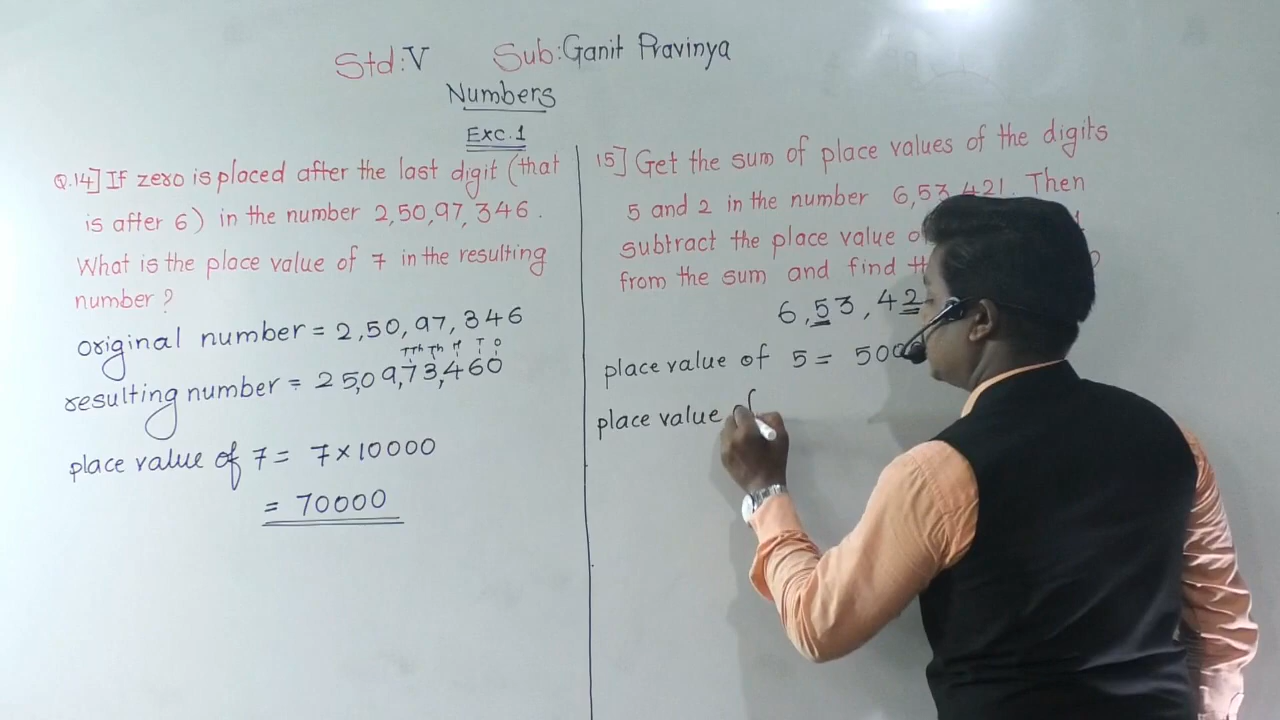 Std:V Sub:Ganit Pravinya
Numbers
Exc.1
Q.14] If zero is placed after the last digit (that
is after 6) in the number 2,50,97,346.
What is the place value of 7 in the resulting
number?
original number = 2,50,97,346
TTh Th H T O
resulting number = 25,09,73,460
place value of 7 = 7×10000
= 70000
15] Get the sum of place values of the digits
5 and 2 in the number 6,53,421. Then
subtract the place value
from the sum and find
6,53,42
place value of 5 = 500
place value of